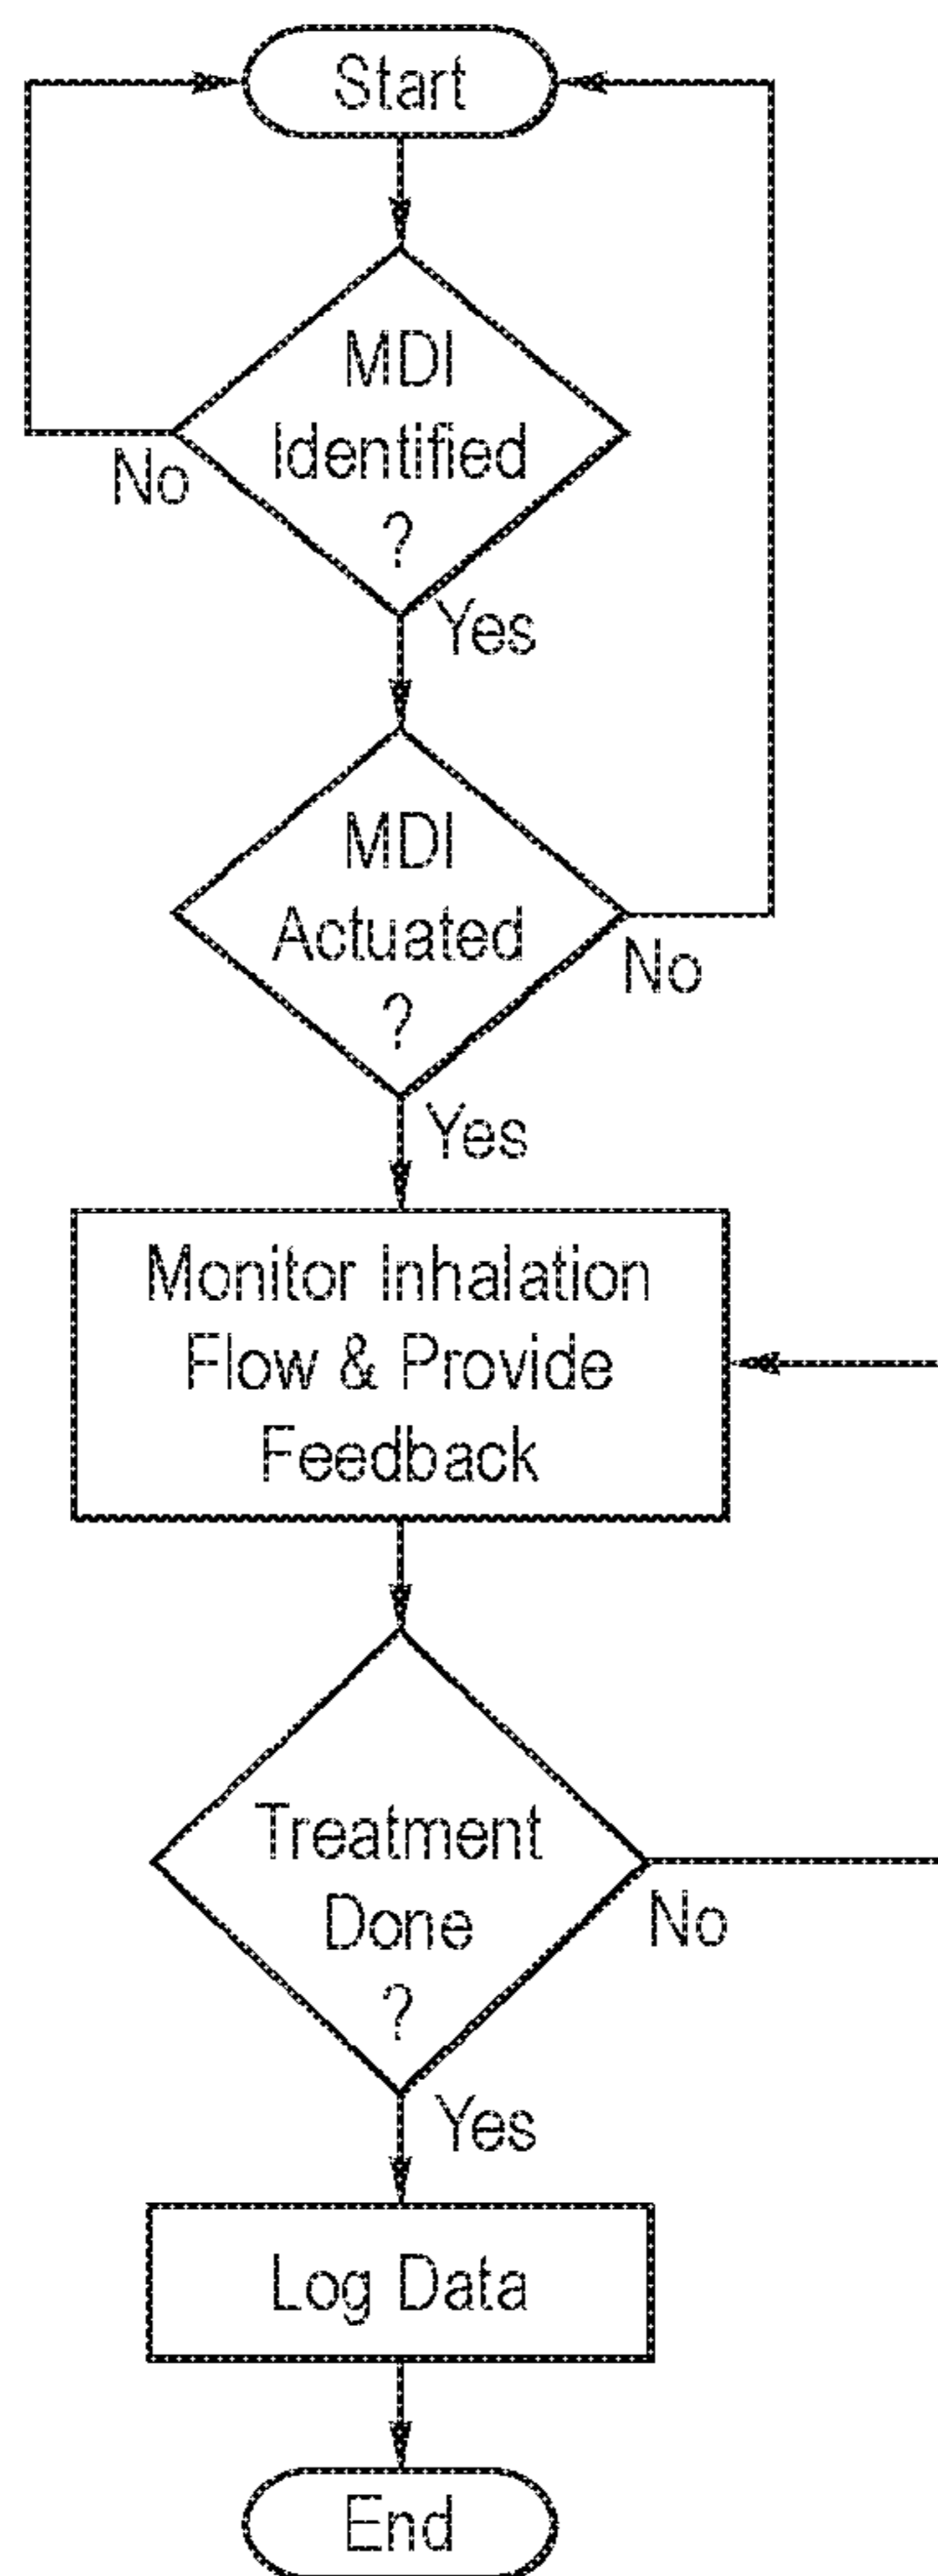 Start
MDI
Identified
?
No
Yes
MDI
Actuated
?
No
Yes
Monitor Inhalation
Flow & Provide
Feedback
Treatment
Done
?
No
Yes
Log Data
End